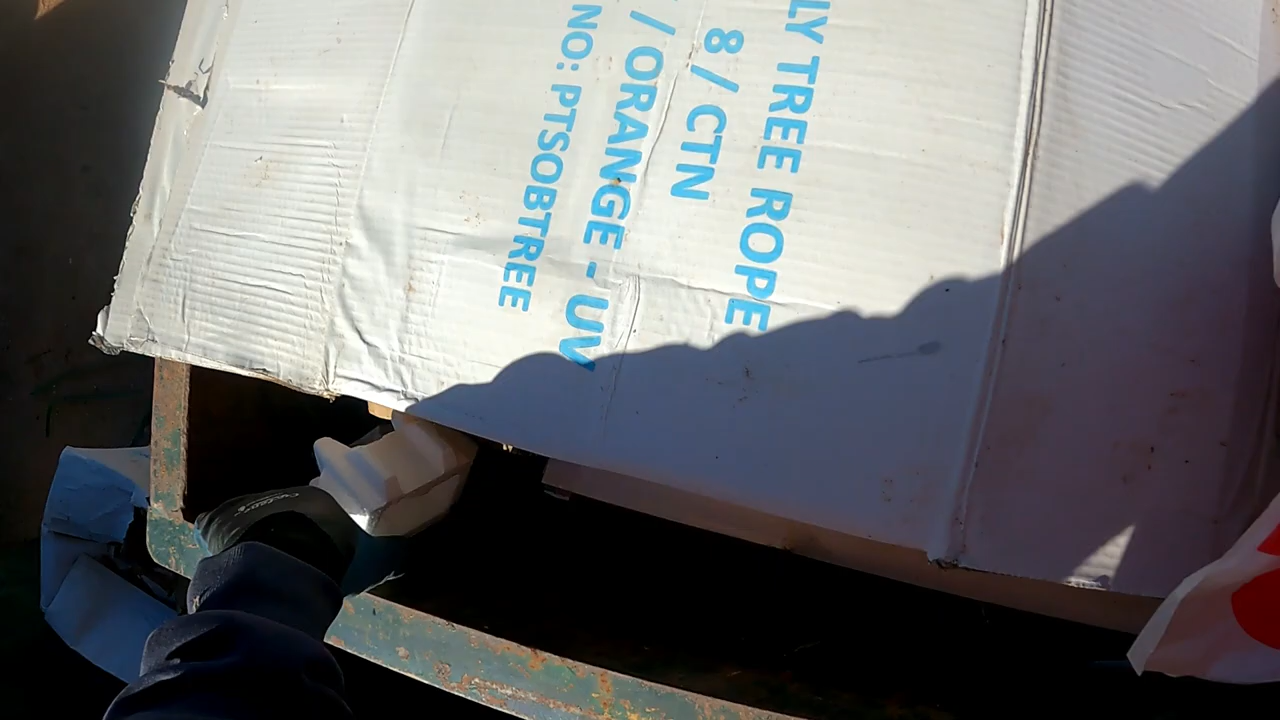 LY TREE ROPE
8 / CTN
/ ORANGE - UV
NO: PTSOBTREE